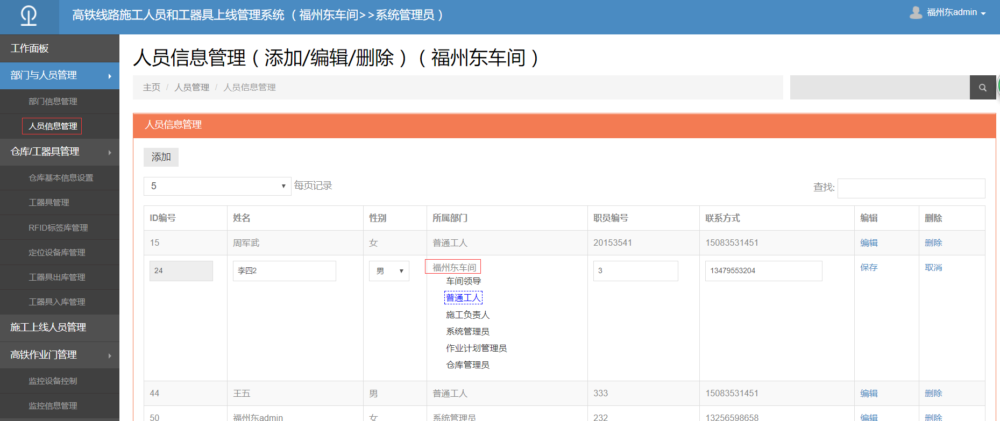 高铁线路施工人员和工器具上线管理系统（福州东车间>>系统管理员）
福州东admin
工作面板
部门与人员管理
部门信息管理
人员信息管理
仓库/工器具管理
仓库基本信息设置
工器具管理
RFID标签库管理
定位设备库管理
工器具出库管理
工器具入库管理
施工上线人员管理
高铁作业门管理
监控设备控制
监控信息管理
人员信息管理（添加/编辑/删除）（福州东车间）
主页 / 人员管理 / 人员信息管理
人员信息管理
添加
5 每页记录
查找:
ID编号 姓名 性别 所属部门 职员编号 联系方式 编辑 删除
15 周军武 女 普通工人 20153541 15083531451 编辑 删除
24 李四2 男 福州东车间 3 13479553204 保存 取消
车间领导
普通工人
施工负责人
系统管理员
作业计划管理员
仓库管理员
44 王五 男 普通工人 333 15083531451 编辑 删除
50 福州东admin 女 系统管理员 232 13256598658 编辑 删除